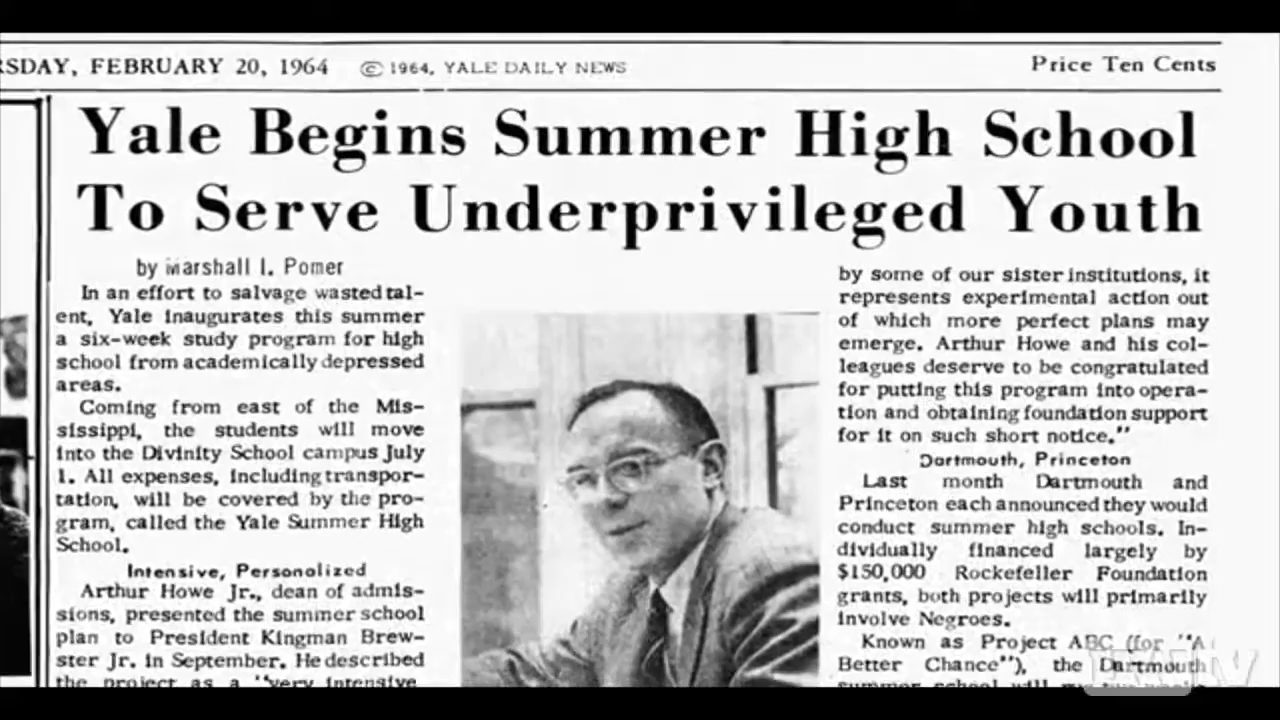 RSDAY, FEBRUARY 20, 1964 © 1964, YALE DAILY NEWS Price Ten Cents
Yale Begins Summer High School
To Serve Underprivileged Youth
by Marshall I. Pomer
In an effort to salvage wasted tal-
ent, Yale inaugurates this summer
a six-week study program for high
school from academically depressed
areas.
Coming from east of the Mis-
sissippi, the students will move
into the Divinity School campus July
1. All expenses, including transpor-
tation, will be covered by the pro-
gram, called the Yale Summer High
School.
Intensive, Personalized
Arthur Howe Jr., dean of admis-
sions, presented the summer school
plan to President Kingman Brew-
ster Jr. in September. He described
the project as a "very intensive,
by some of our sister institutions, it
represents experimental action out
of which more perfect plans may
emerge. Arthur Howe and his col-
leagues deserve to be congratulated
for putting this program into opera-
tion and obtaining foundation support
for it on such short notice."
Dartmouth, Princeton
Last month Dartmouth and
Princeton each announced they would
conduct summer high schools. In-
dividually financed largely by
$150,000 Rockefeller Foundation
grants, both projects will primarily
involve Negroes.
Known as Project ABC (for "A
Better Chance"), the Dartmouth
summer school will